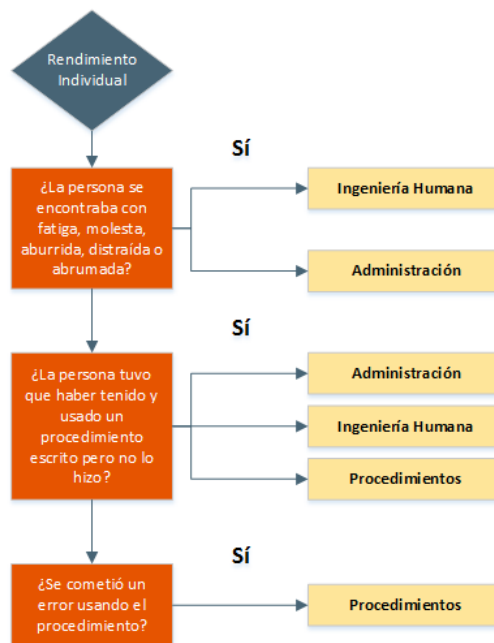 Rendimiento
Individual
Sí
¿La persona se
encontraba con
fatiga, molesta,
aburrida, distraída o
abrumada?
Ingeniería Humana
Administración
Sí
¿La persona tuvo
que haber tenido y
usado un
procedimiento
escrito pero no lo
hizo?
Administración
Ingeniería Humana
Procedimientos
Sí
¿Se cometió un
error usando el
procedimiento?
Procedimientos